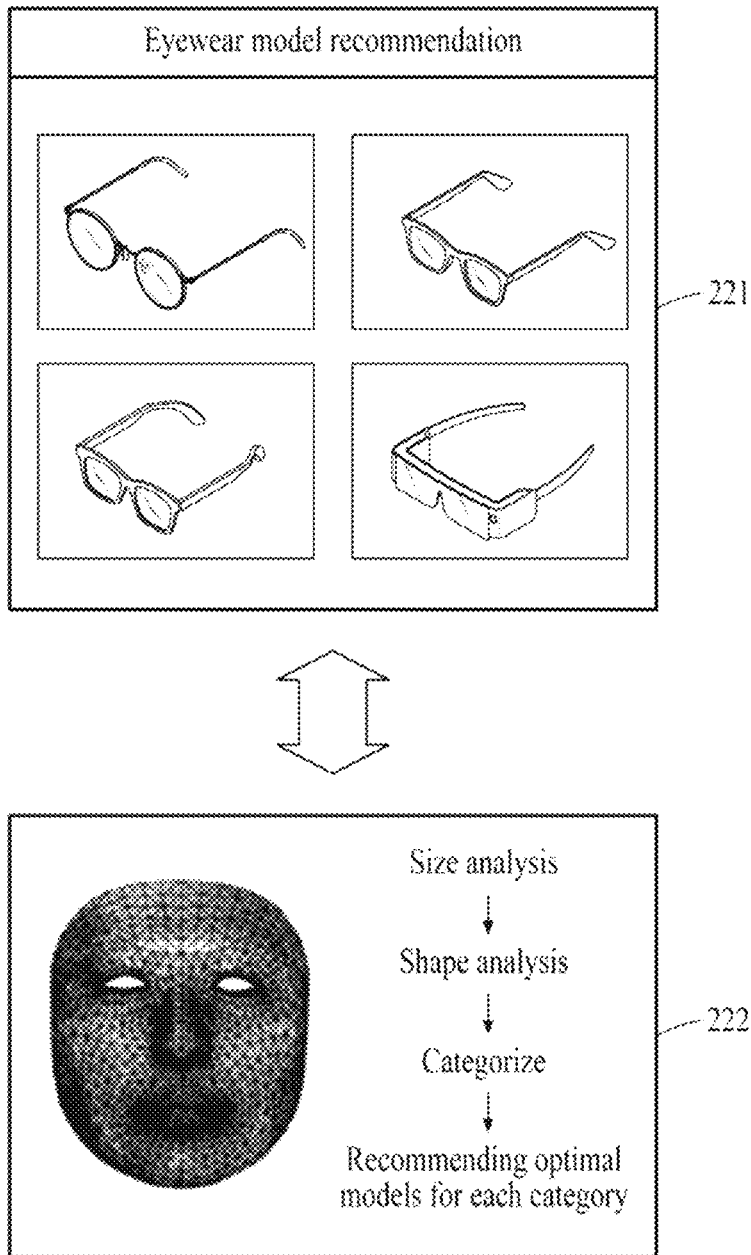 Eyewear model recommendation
221
Size analysis
Shape analysis
222
Categorize
Recommending optimal
models for each category